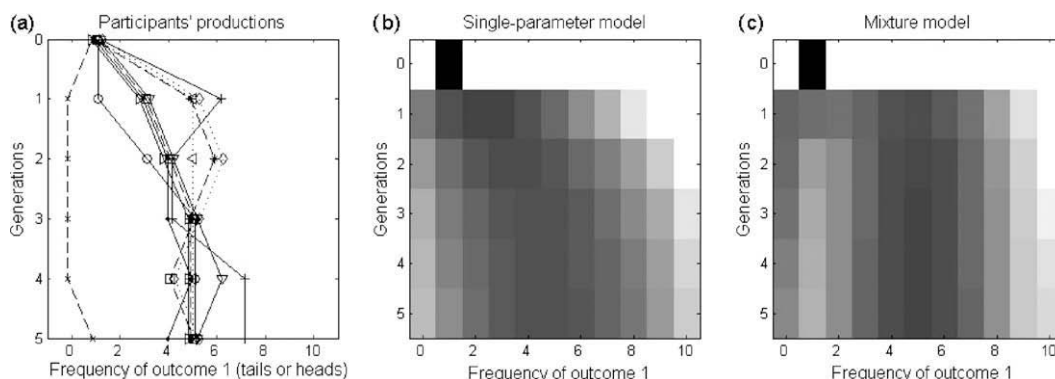 (a) Participants' productions
0
1
2
3
4
5
Generations
0 2 4 6 8 10
Frequency of outcome 1 (tails or heads)
(b) Single-parameter model
0
1
2
3
4
5
Generations
0 2 4 6 8 10
Frequency of outcome 1
(c) Mixture model
0
1
2
3
4
5
Generations
0 2 4 6 8 10
Frequency of outcome 1